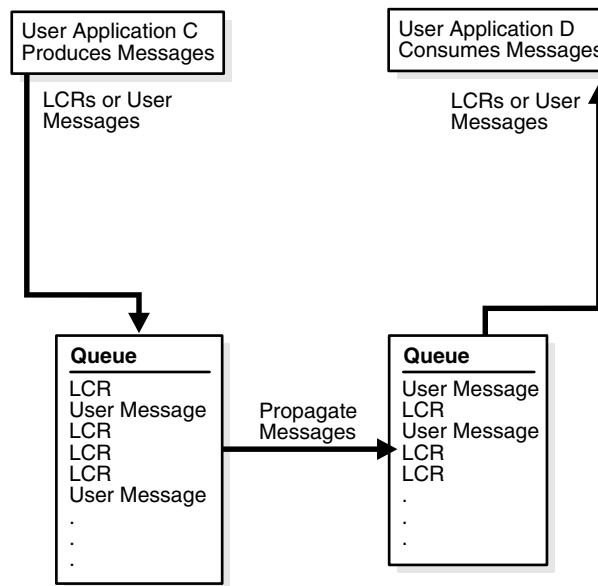 User Application C
Produces Messages
User Application D
Consumes Messages
LCRs or User
Messages
LCRs or User
Messages
Queue
LCR
User Message
LCR
LCR
LCR
User Message
.
.
.
Propagate
Messages
Queue
User Message
LCR
User Message
LCR
LCR
.
.
.